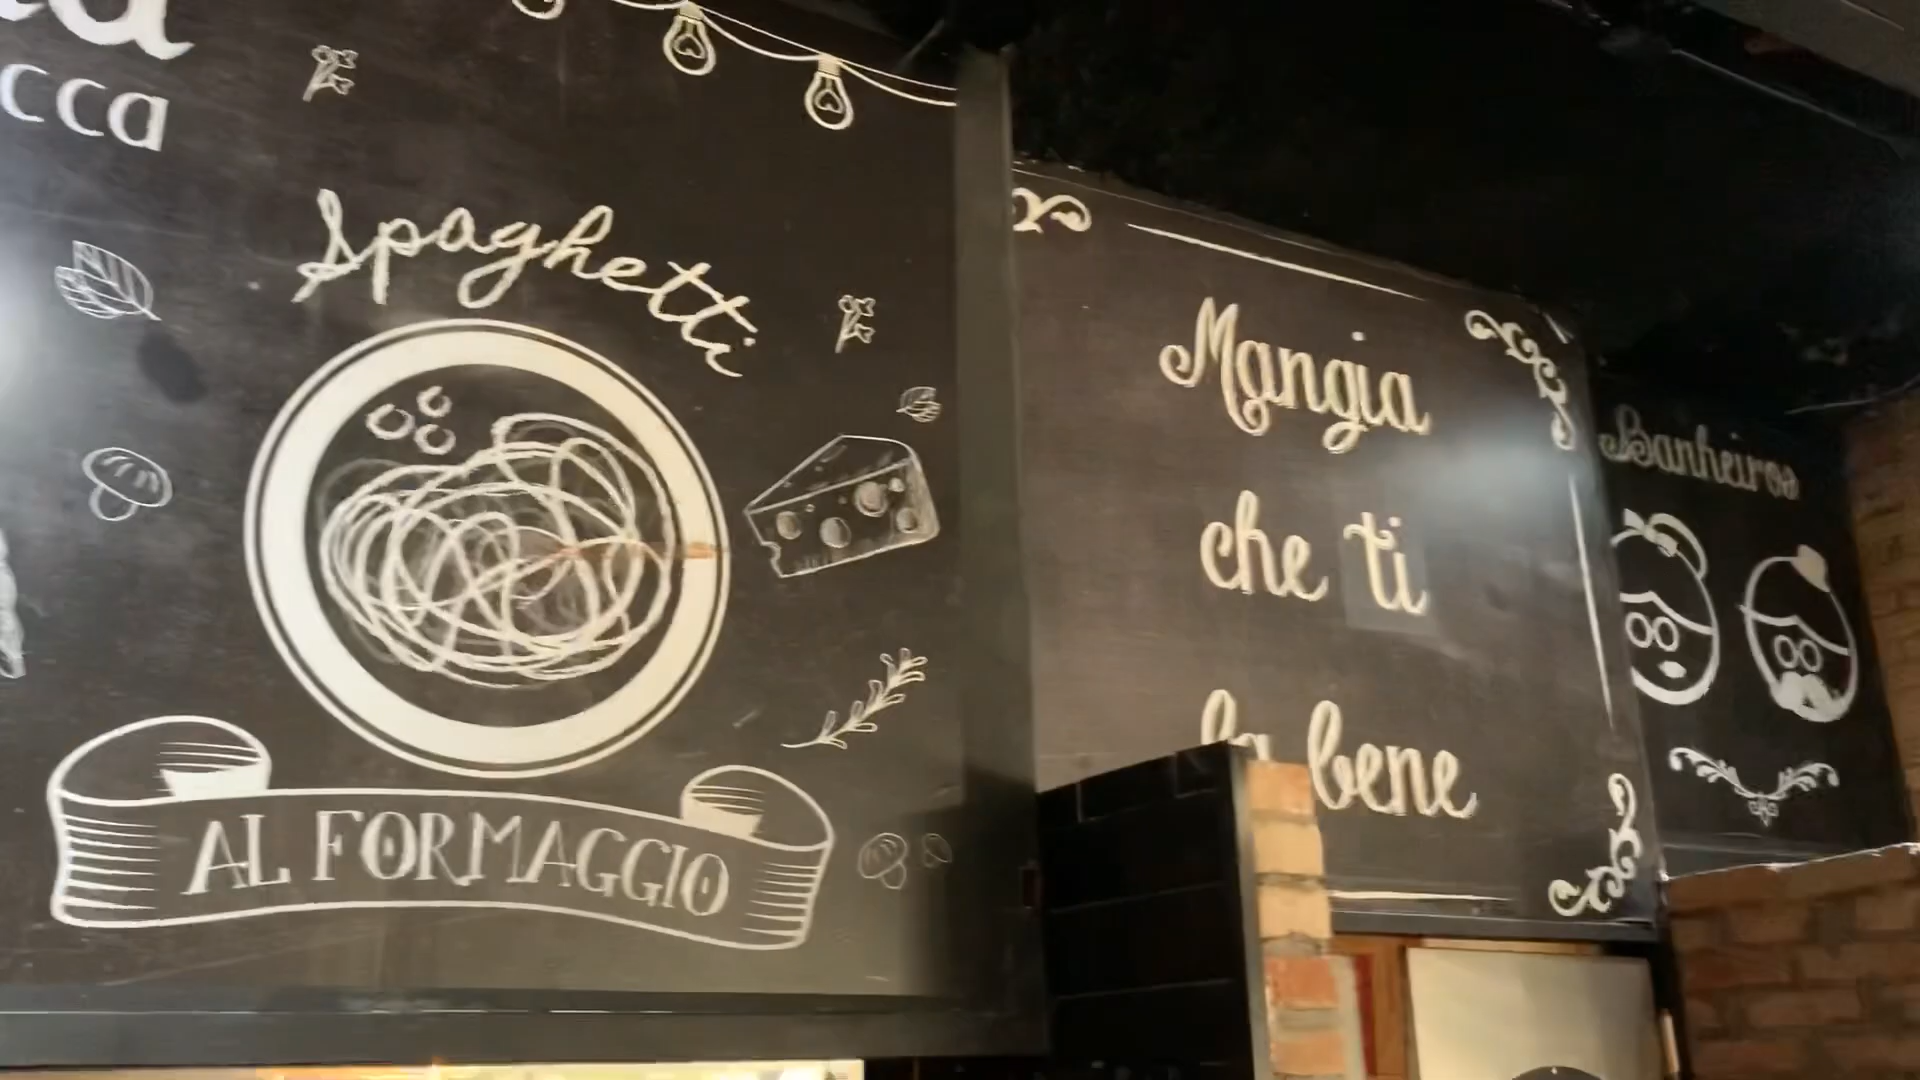 cca
Spaghetti
AL FORMAGGIO
Mangia
che ti
bene
Banheiros